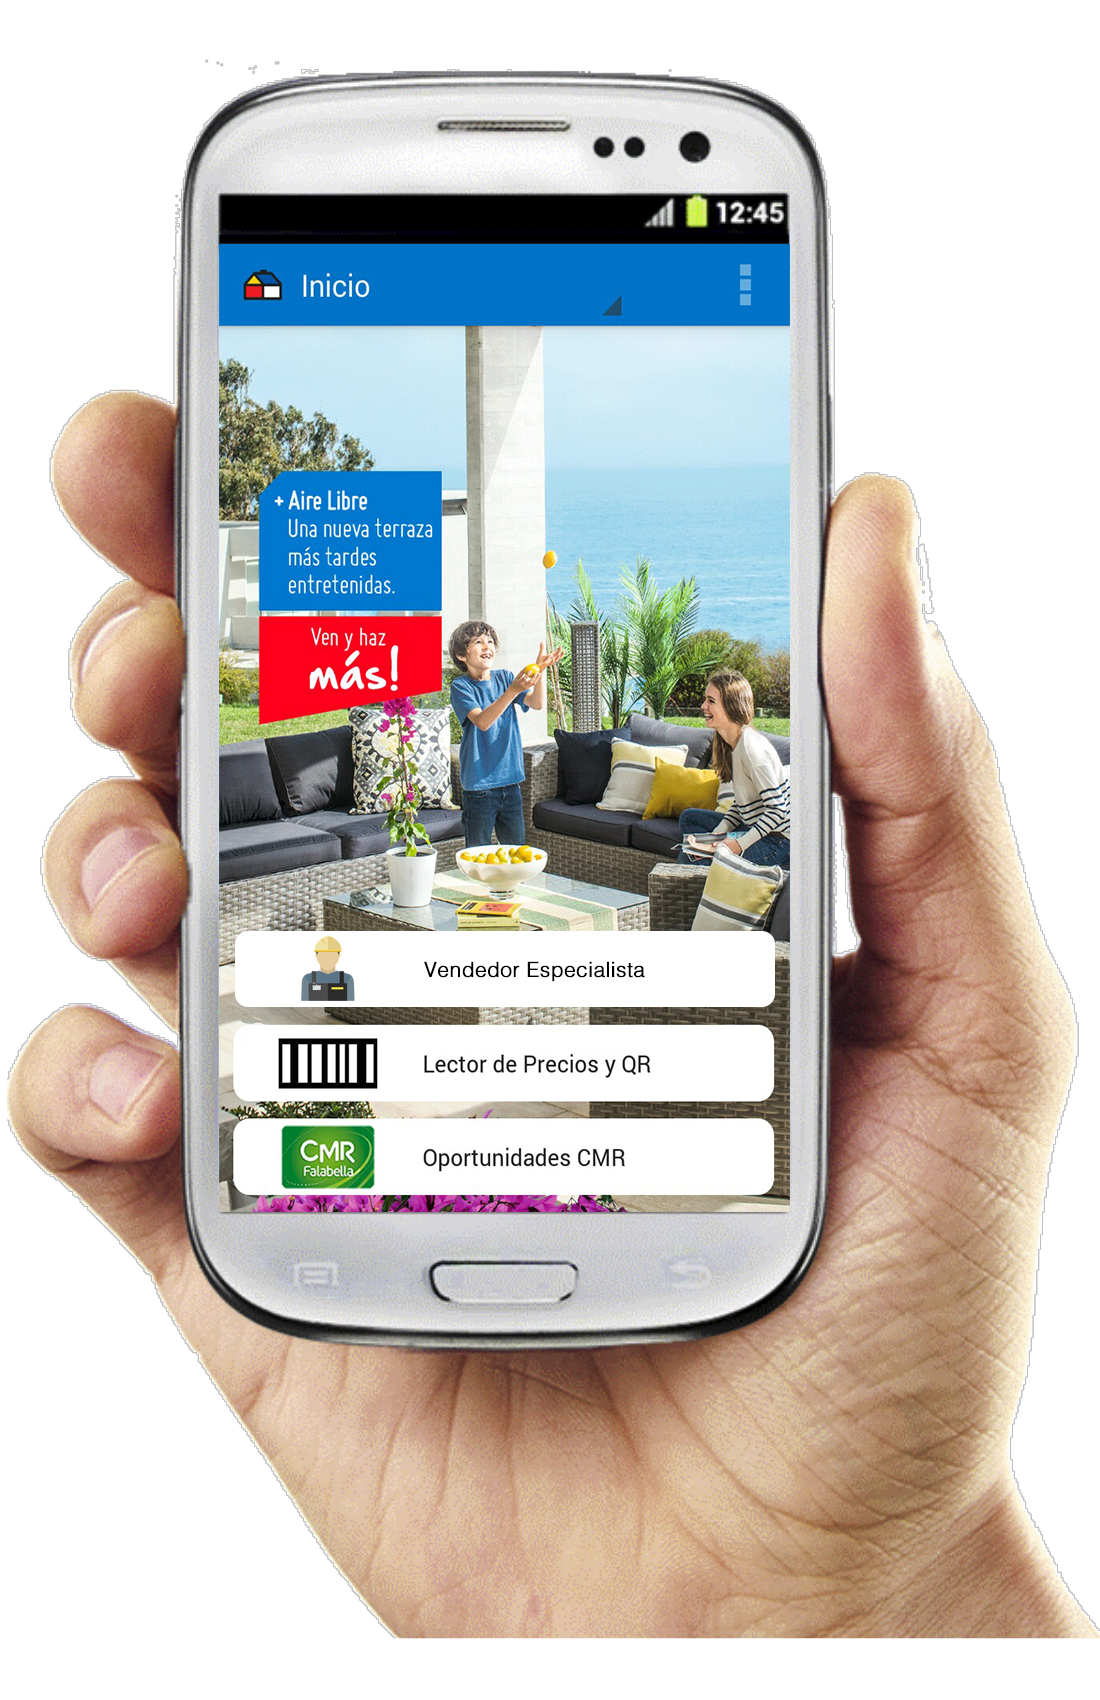 12:45
Inicio
+ Aire Libre
Una nueva terraza
más tardes
entretenidas.
Ven y haz
más!
Vendedor Especialista
Lector de Precios y QR
CMR
Falabella
Oportunidades CMR